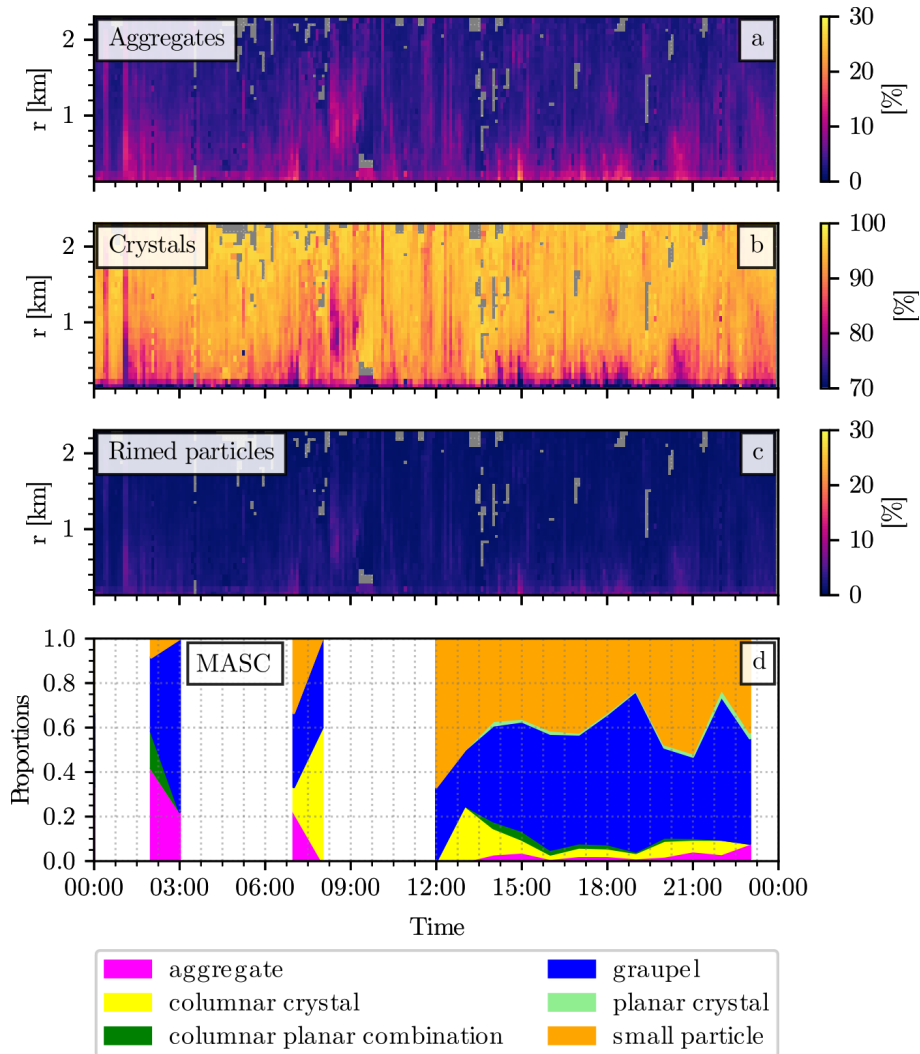 Aggregates
a
2
1
r [km]
30
20
10
0
[%]
Crystals
b
2
1
r [km]
100
90
80
70
[%]
Rimed particles
c
2
1
r [km]
30
20
10
0
[%]
MASC
d
1.0
0.8
0.6
0.4
0.2
0.0
Proportions
00:00 03:00 06:00 09:00 12:00 15:00 18:00 21:00 00:00
Time
aggregate
columnar crystal
columnar planar combination
graupel
planar crystal
small particle